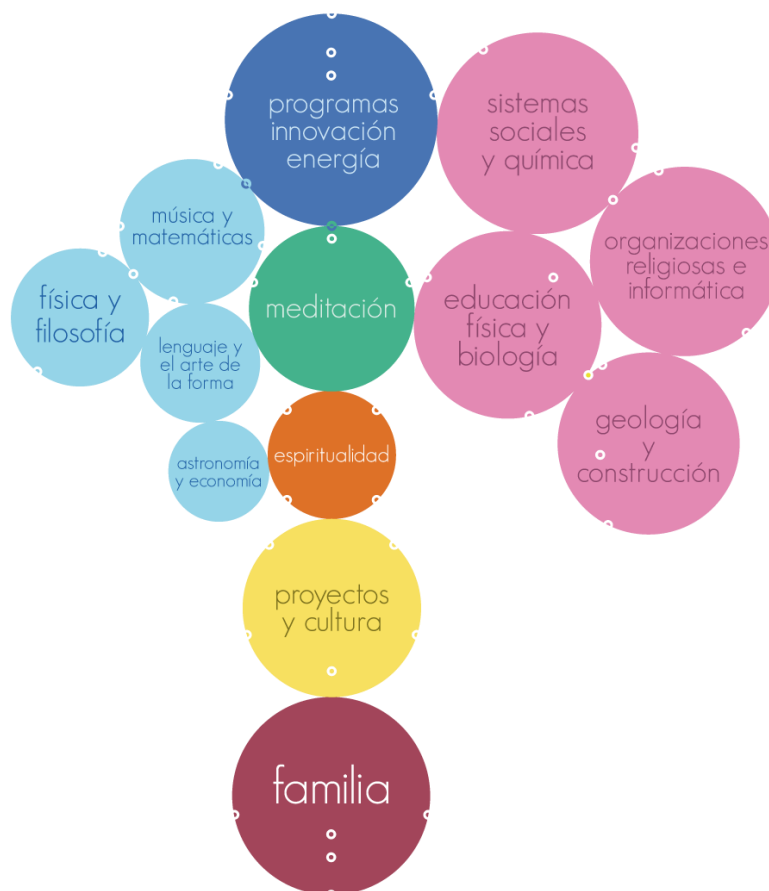 programas
innovación
energía
sistemas
sociales
y química
música y
matemáticas
organizaciones
religiosas e
informática
física y
filosofía
meditación
educación
física y
biología
lenguaje y
el arte de
la forma
geología
y
construcción
astronomía
y economía
espiritualidad
proyectos
y cultura
familia